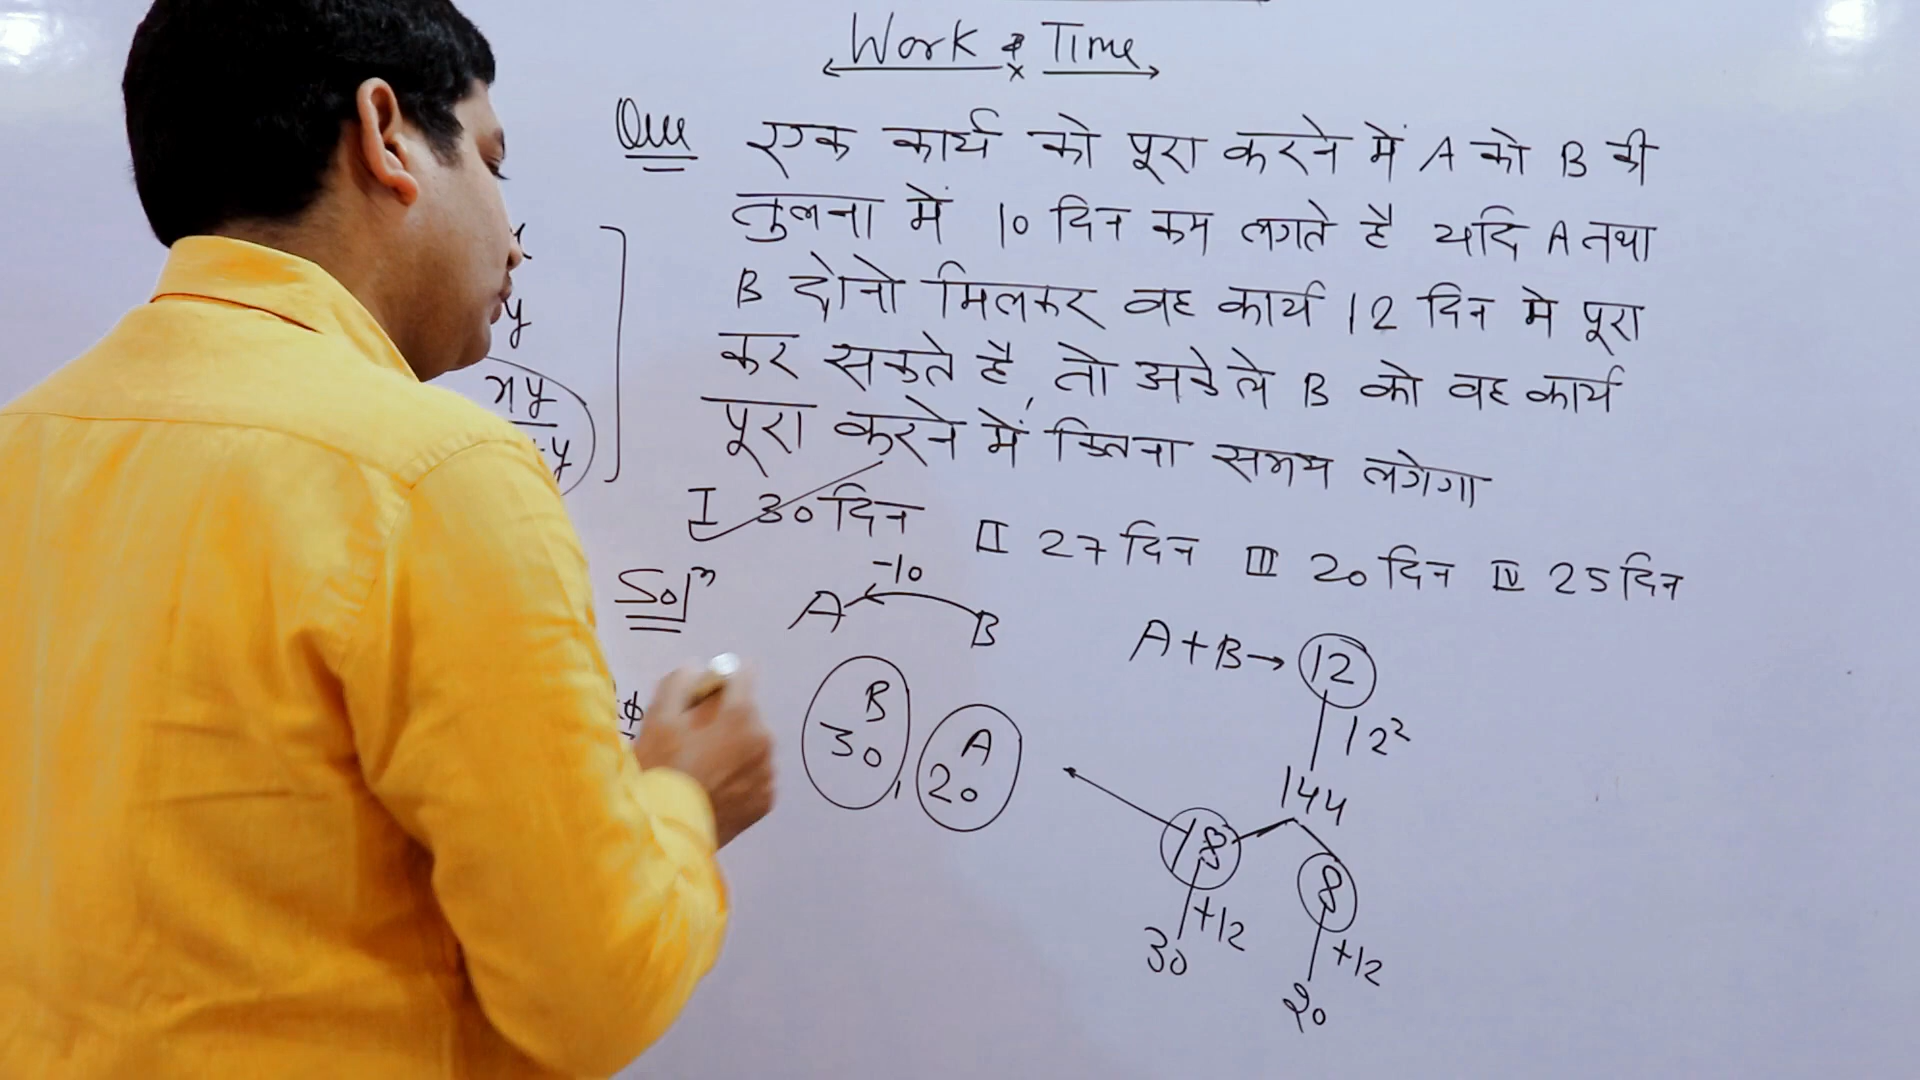 Work & Time
Que एक कार्य को पूरा करने में A को B की
तुलना में 10 दिन कम लगते है यदि A तथा
B दोनो मिलकर वह कार्य 12 दिन मे पूरा
कर सकते है, तो अकेले B को वह कार्य
पूरा करने में कितना समय लगेगा
I 30 दिन II 27 दिन III 20 दिन IV 25 दिन
xy
y
Solⁿ
-10
A B
A+B→ 12
12²
144
B
30
,
A
20
18 8
+12 +12
30 20